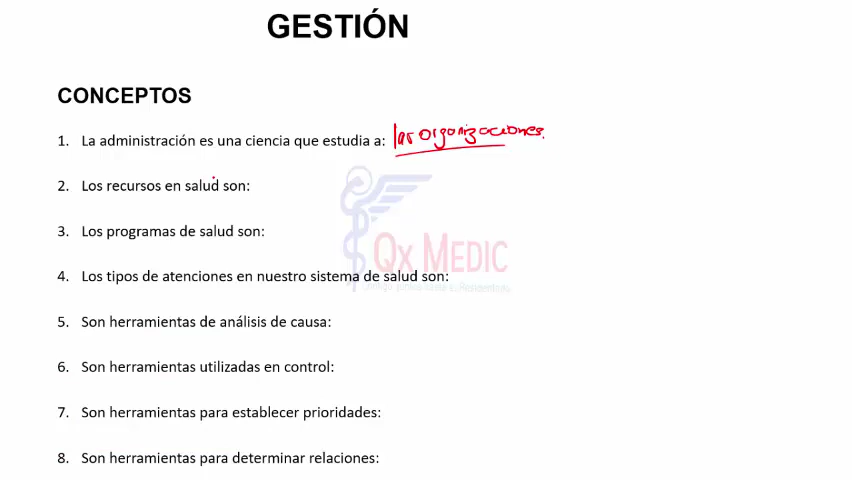 GESTIÓN
CONCEPTOS
1. La administración es una ciencia que estudia a: las organizaciones.
2. Los recursos en salud son:
3. Los programas de salud son:
Qx MEDIC
4. Los tipos de atenciones en nuestro sistema de salud son:
5. Son herramientas de análisis de causa:
6. Son herramientas utilizadas en control:
7. Son herramientas para establecer prioridades:
8. Son herramientas para determinar relaciones: